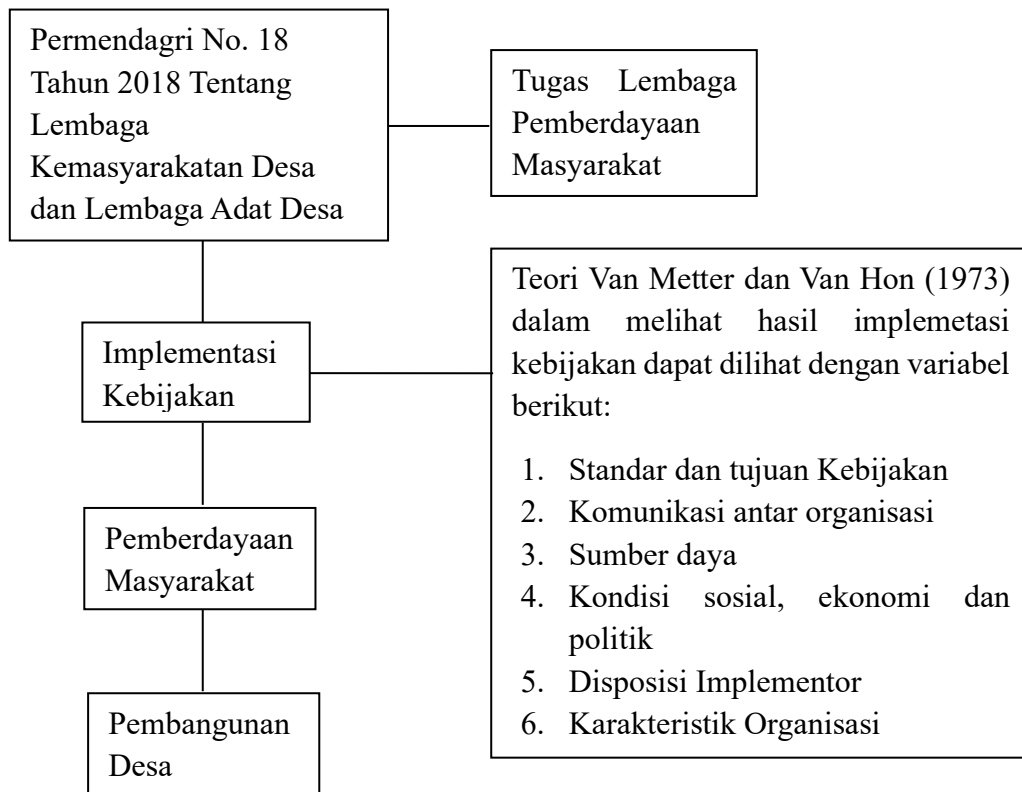 Permendagri No. 18
Tahun 2018 Tentang
Lembaga
Kemasyarakatan Desa
dan Lembaga Adat Desa
Tugas Lembaga
Pemberdayaan
Masyarakat
Implementasi
Kebijakan
Teori Van Metter dan Van Hon (1973)
dalam melihat hasil implemetasi
kebijakan dapat dilihat dengan variabel
berikut:
1. Standar dan tujuan Kebijakan
2. Komunikasi antar organisasi
3. Sumber daya
4. Kondisi sosial, ekonomi dan
politik
5. Disposisi Implementor
6. Karakteristik Organisasi
Pemberdayaan
Masyarakat
Pembangunan
Desa